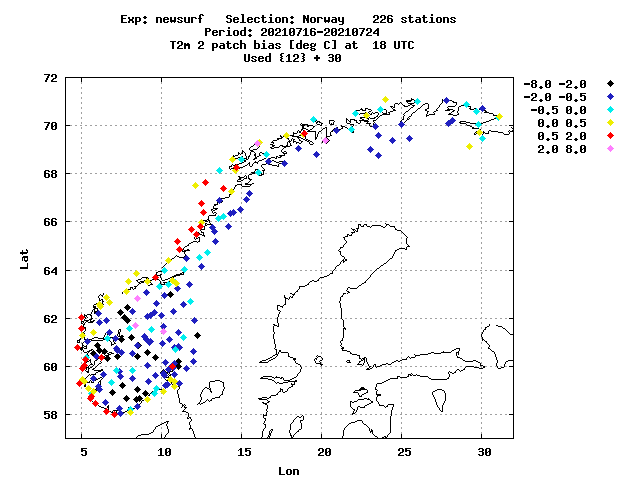 Exp: newsurf   Selection: Norway    226 stations
Period: 20210716-20210724
T2m 2 patch bias [deg C] at  18 UTC
Used {12} + 30
-8.0 -2.0
-2.0 -0.5
-0.5 0.0
0.0 0.5
0.5 2.0
2.0 8.0
72
70
68
66
64
62
60
58
Lat
5 10 15 20 25 30
Lon